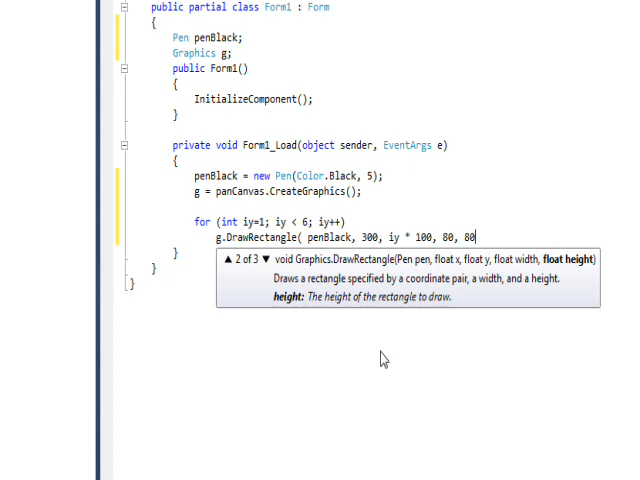 public partial class Form1 : Form
{
Pen penBlack;
Graphics g;
public Form1()
{
InitializeComponent();
}
private void Form1_Load(object sender, EventArgs e)
{
penBlack = new Pen(Color.Black, 5);
g = panCanvas.CreateGraphics();
for (int iy=1; iy < 6; iy++)
g.DrawRectangle( penBlack, 300, iy * 100, 80, 80
}
▲ 2 of 3 ▼ void Graphics.DrawRectangle(Pen pen, float x, float y, float width, float height)
Draws a rectangle specified by a coordinate pair, a width, and a height.
height: The height of the rectangle to draw.
}
}